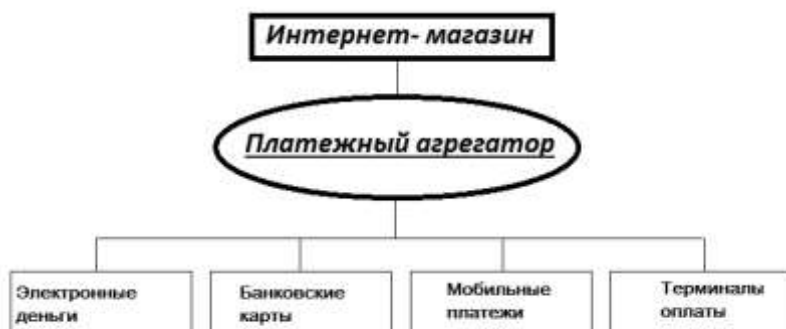 Интернет- магазин
Платежный агрегатор
Электронные
деньги
Банковские
карты
Мобильные
платежи
Терминалы
оплаты